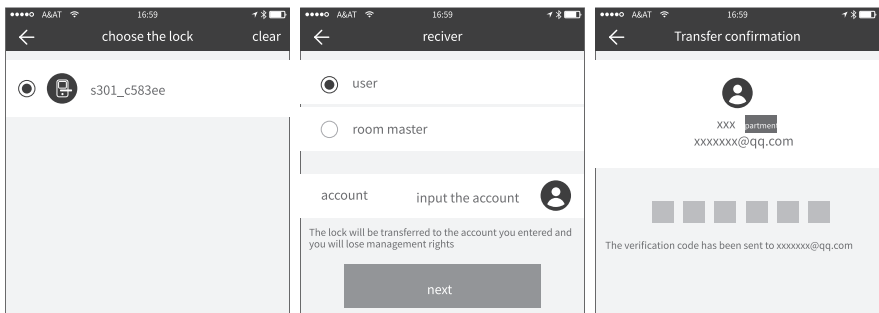 ●●●●○ A&AT 16:59
choose the lock clear
s301_c583ee
●●●●○ A&AT 16:59
reciver
user
room master
account input the account
The lock will be transferred to the account you entered and
you will lose management rights
next
●●●●○ A&AT 16:59
Transfer confirmation
xxx partment
xxxxxxx@qq.com
The verification code has been sent to xxxxxxx@qq.com